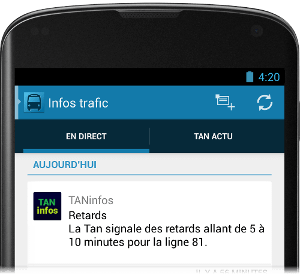 4:20
Infos trafic
EN DIRECT
TAN ACTU
AUJOURD'HUI
TAN
infos
TANinfos
Retards
La Tan signale des retards allant de 5 à
10 minutes pour la ligne 81.